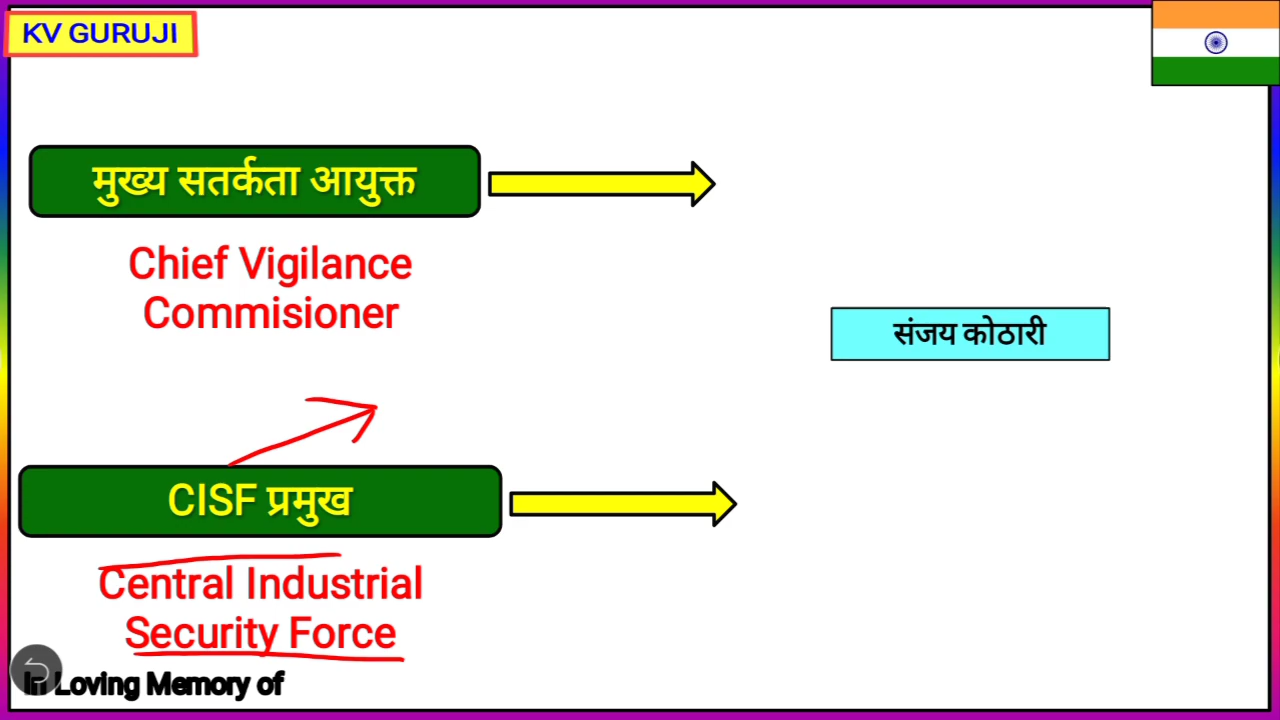 KV GURUJI
मुख्य सतर्कता आयुक्त
Chief Vigilance
Commisioner
संजय कोठारी
CISF प्रमुख
Central Industrial
Security Force
In Loving Memory of